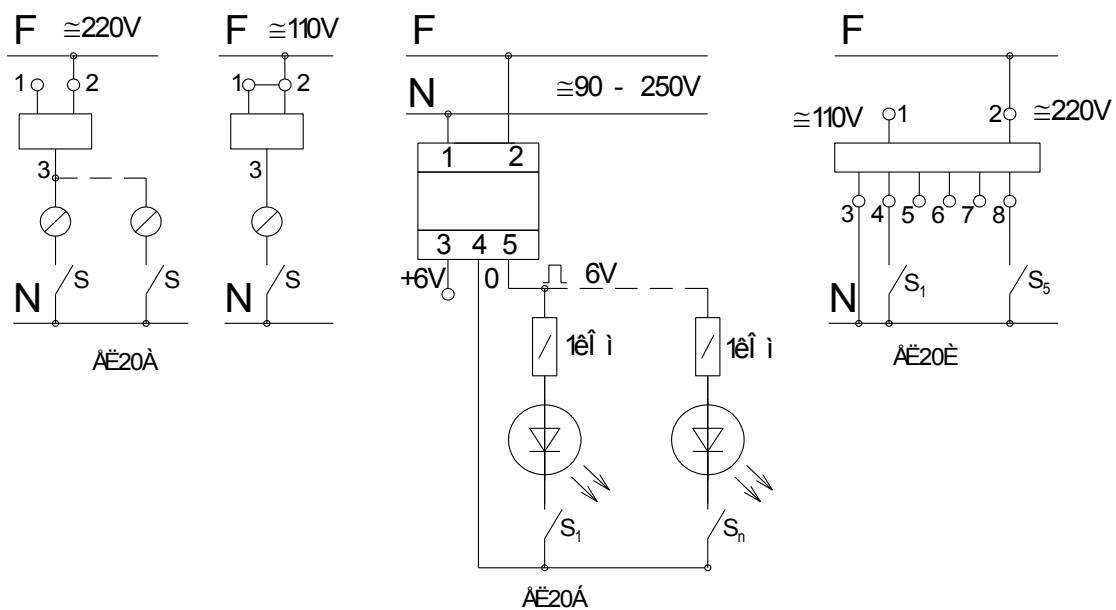 F ≅220V
1 2
3
S S
N
ÅË20À
F ≅110V
1 2
3
S
N
F
N ≅90 - 250V
1 2
3 4 5
+6V 0 6V
1êÎ ì 1êÎ ì
S₁ Sₙ
ÅË20Á
F
≅110V 1 2 ≅220V
3 4 5 6 7 8
S₁ S₅
N
ÅË20È